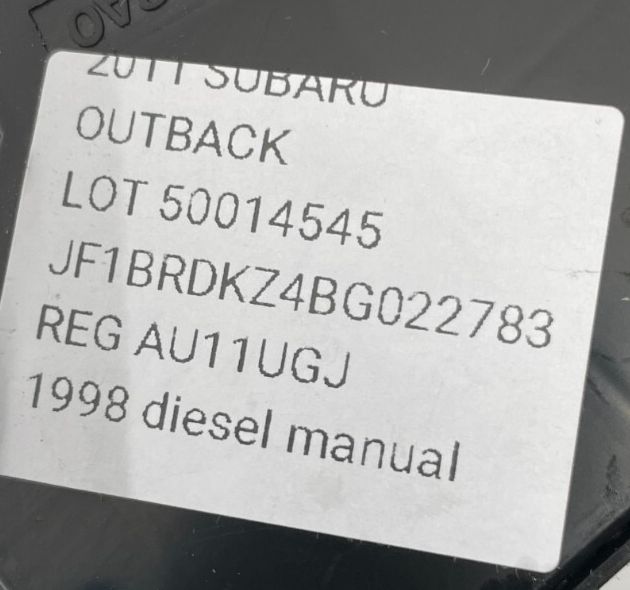 2011 SUBARU
OUTBACK
LOT 50014545
JF1BRDKZ4BG022783
REG AU11UGJ
1998 diesel manual